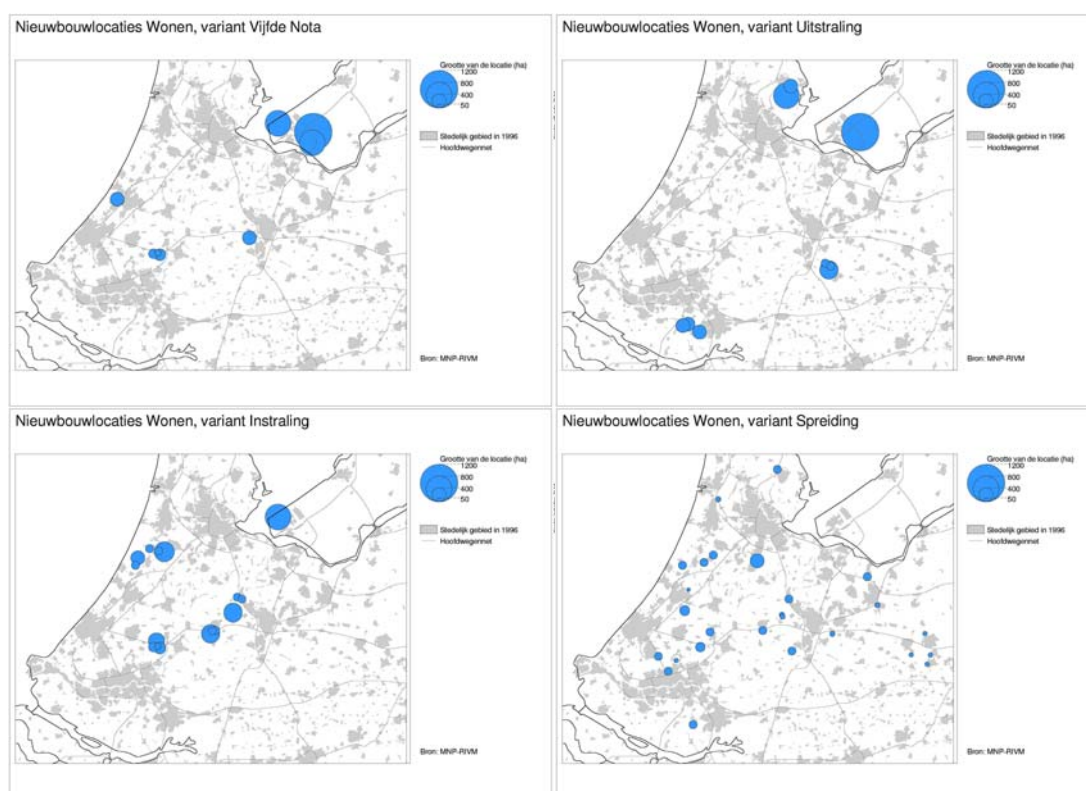 Nieuwbouwlocaties Wonen, variant Vijfde Nota
Grootte van de locatie (ha)
1200
800
400
50
Stedelijk gebied in 1996
Hoofdwegennet
Bron: MNP-RIVM
Nieuwbouwlocaties Wonen, variant Uitstraling
Grootte van de locatie (ha)
1200
800
400
50
Stedelijk gebied in 1996
Hoofdwegennet
Bron: MNP-RIVM
Nieuwbouwlocaties Wonen, variant Instraling
Grootte van de locatie (ha)
1200
800
400
50
Stedelijk gebied in 1996
Hoofdwegennet
Bron: MNP-RIVM
Nieuwbouwlocaties Wonen, variant Spreiding
Grootte van de locatie (ha)
1200
800
400
50
Stedelijk gebied in 1996
Hoofdwegennet
Bron: MNP-RIVM